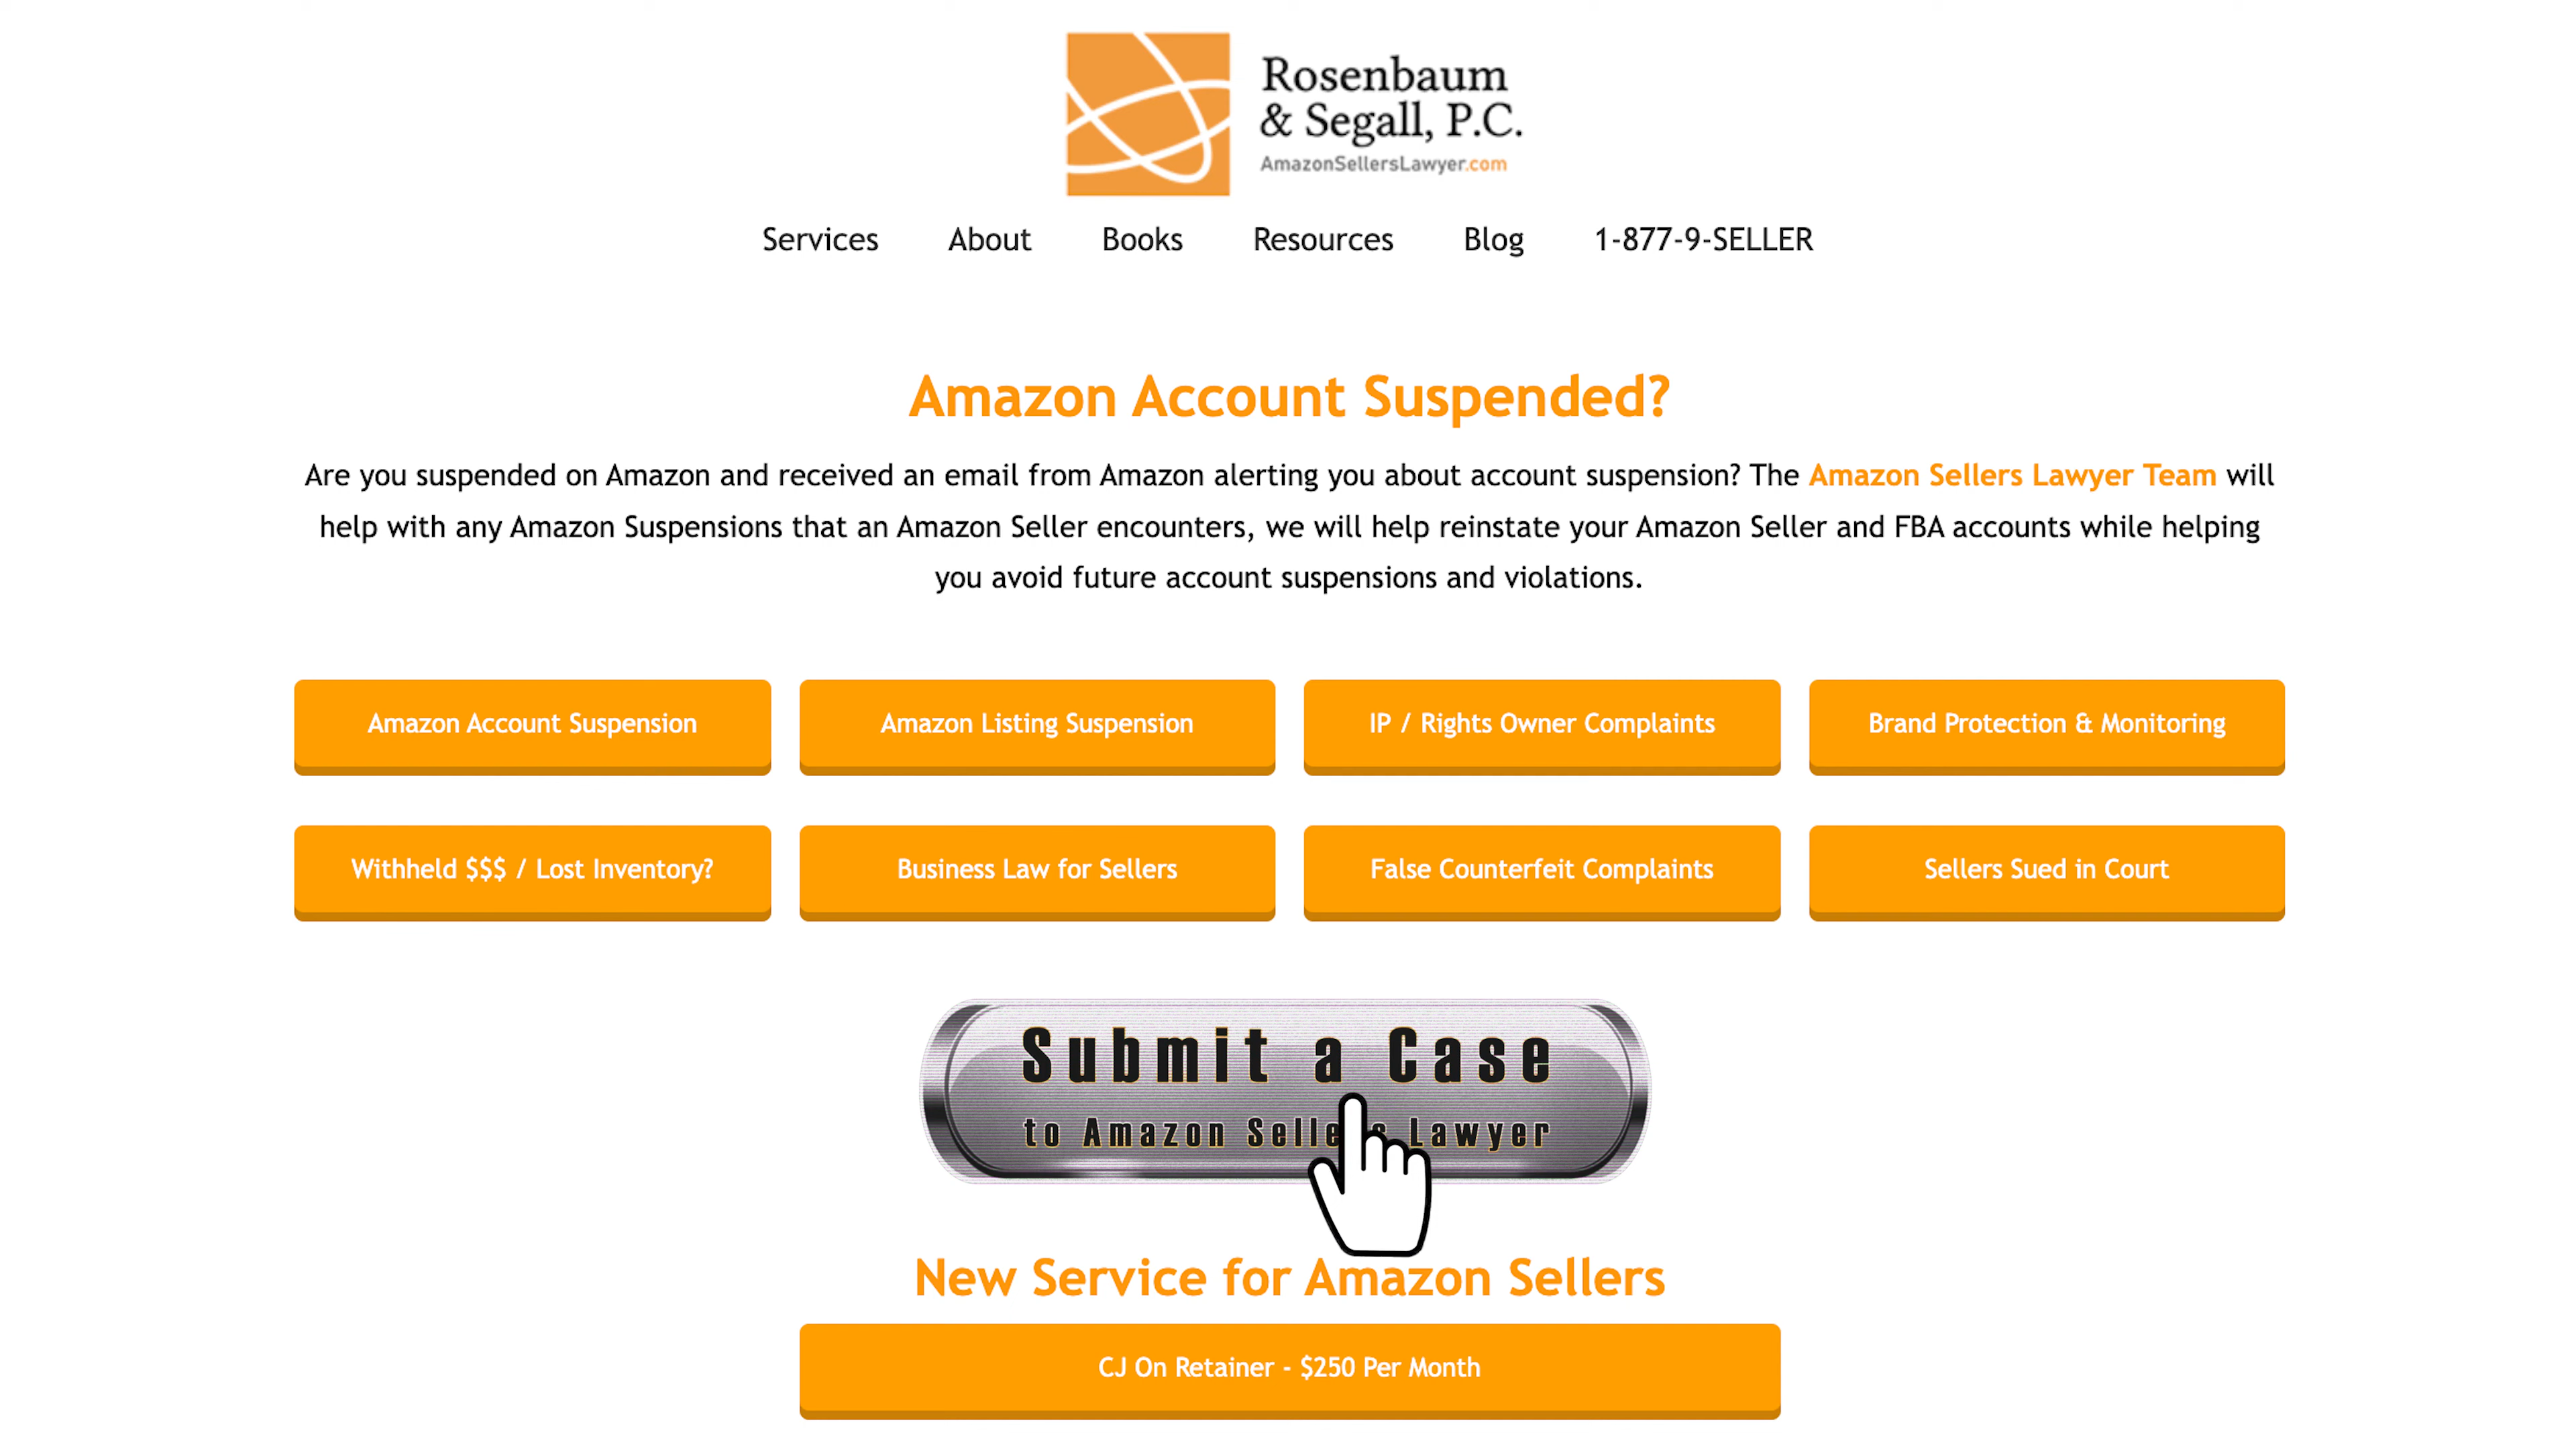 Rosenbaum
& Segall, P.C.
AmazonSellersLawyer.com
Services About Books Resources Blog 1-877-9-SELLER
Amazon Account Suspended?
Are you suspended on Amazon and received an email from Amazon alerting you about account suspension? The Amazon Sellers Lawyer Team will
help with any Amazon Suspensions that an Amazon Seller encounters, we will help reinstate your Amazon Seller and FBA accounts while helping
you avoid future account suspensions and violations.
Amazon Account Suspension Amazon Listing Suspension IP / Rights Owner Complaints Brand Protection & Monitoring
Withheld $$$ / Lost Inventory? Business Law for Sellers False Counterfeit Complaints Sellers Sued in Court
Submit a Case
to Amazon Sellers Lawyer
New Service for Amazon Sellers
CJ On Retainer - $250 Per Month